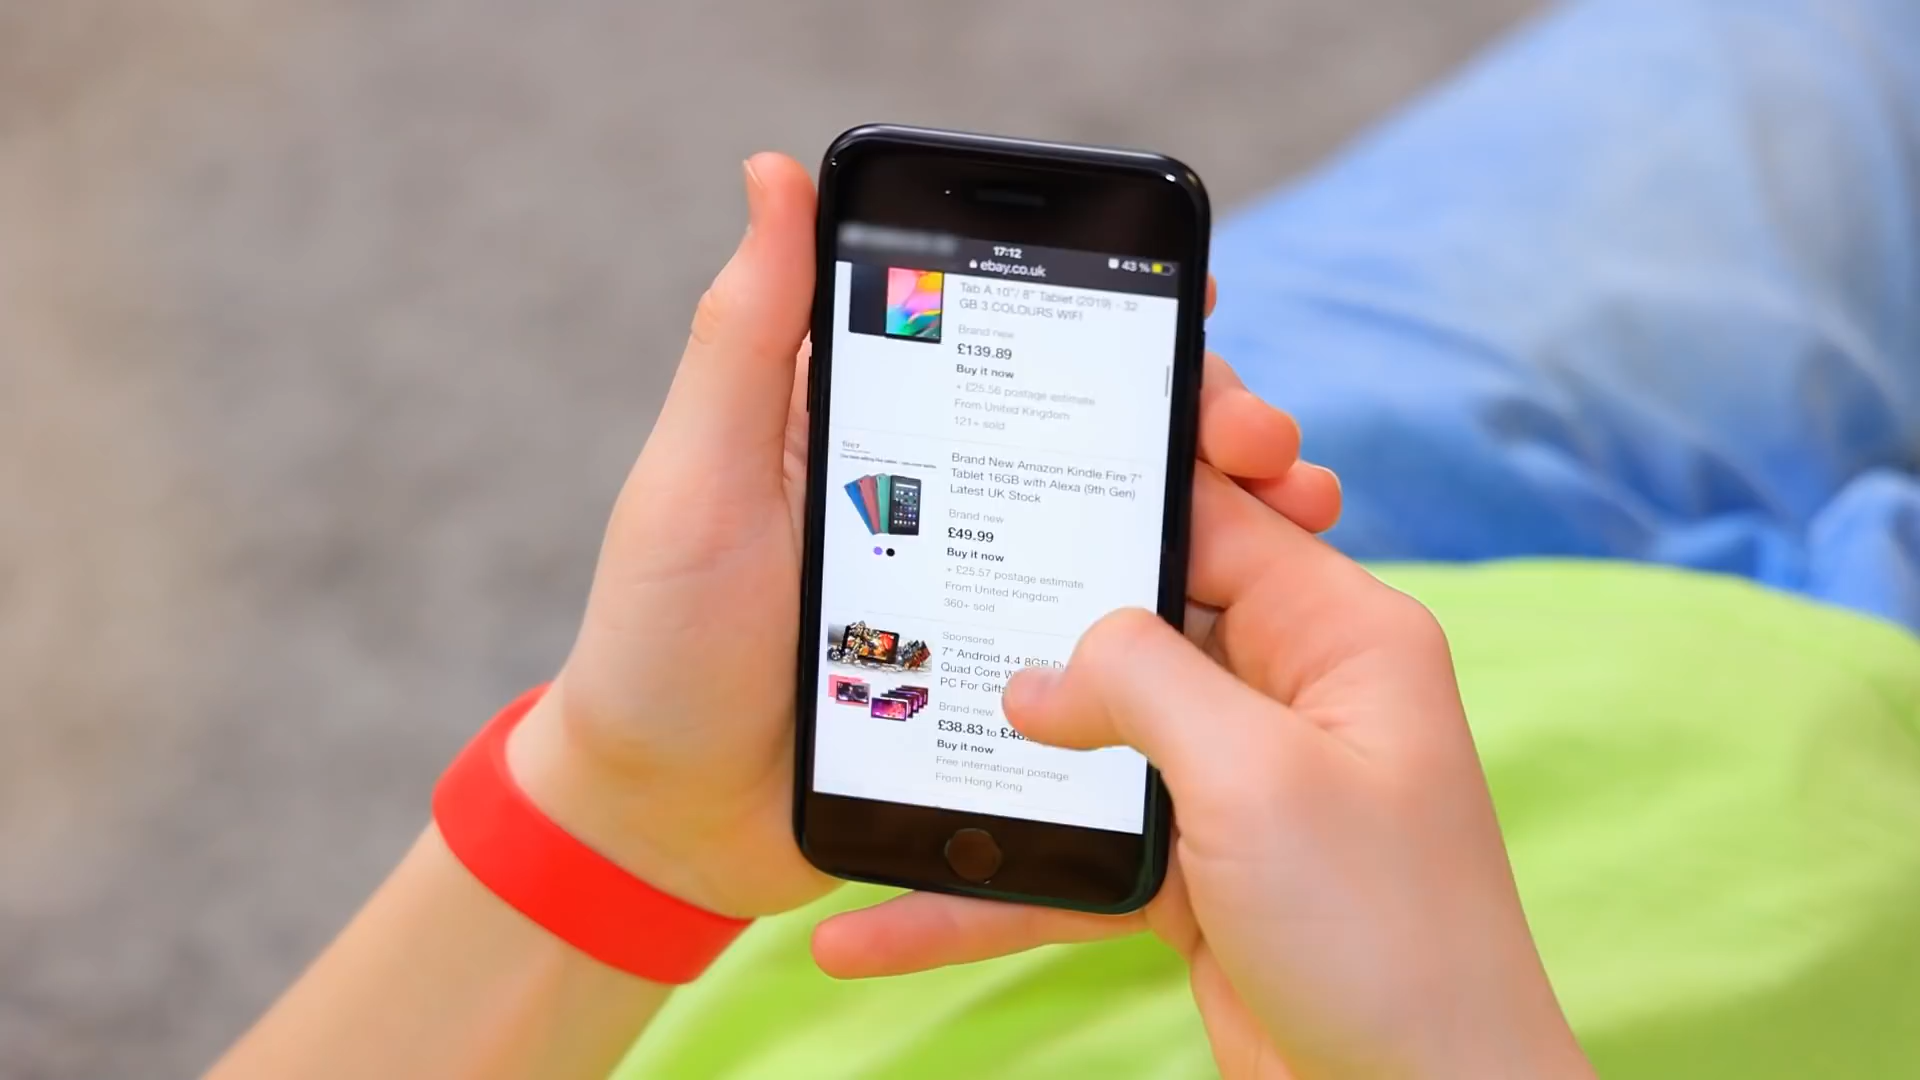 17:12
ebay.co.uk
43 %
Tab A 10"/ 8" Tablet (2019) - 32
GB 3 COLOURS WIFI
Brand new
£139.89
Buy it now
+ £25.56 postage estimate
From United Kingdom
121+ sold
Brand New Amazon Kindle Fire 7"
Tablet 16GB with Alexa (9th Gen)
Latest UK Stock
Brand new
£49.99
Buy it now
+ £25.57 postage estimate
From United Kingdom
360+ sold
Sponsored
7" Android 4.4 8GB
Quad Core
PC For Gifts
Brand new
£38.83 to
Buy it now
Free international postage
From Hong Kong